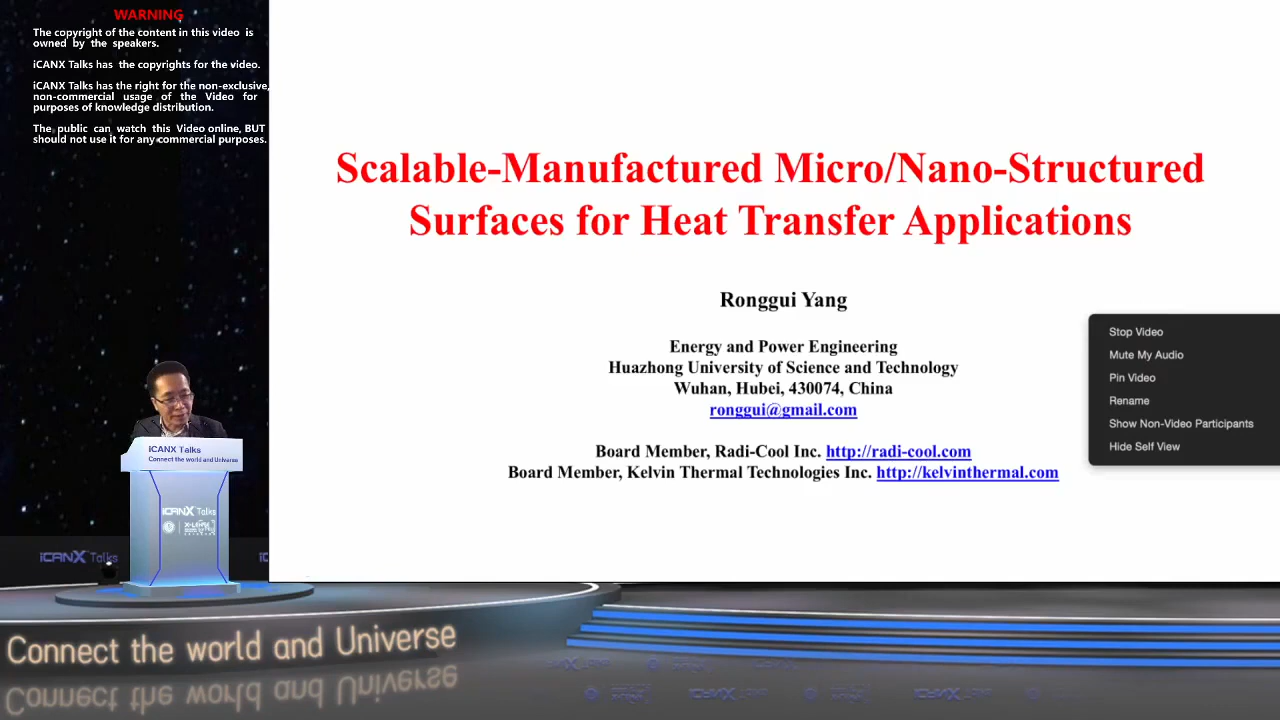 WARNING
The copyright of the content in this video is
owned by the speakers.
iCANX Talks has the copyrights for the video.
iCANX Talks has the right for the non-exclusive,
non-commercial usage of the Video for
purposes of knowledge distribution.
The public can watch this Video online, BUT
should not use it for any commercial purposes.
Scalable-Manufactured Micro/Nano-Structured
Surfaces for Heat Transfer Applications
Ronggui Yang
Energy and Power Engineering
Huazhong University of Science and Technology
Wuhan, Hubei, 430074, China
ronggui@gmail.com
Board Member, Radi-Cool Inc. http://radi-cool.com
Board Member, Kelvin Thermal Technologies Inc. http://kelvinthermal.com
Stop Video
Mute My Audio
Pin Video
Rename
Show Non-Video Participants
Hide Self View
iCANX Talks
Connect the world and Universe
iCANX Talks
iCANX Talks
Connect the world and Universe